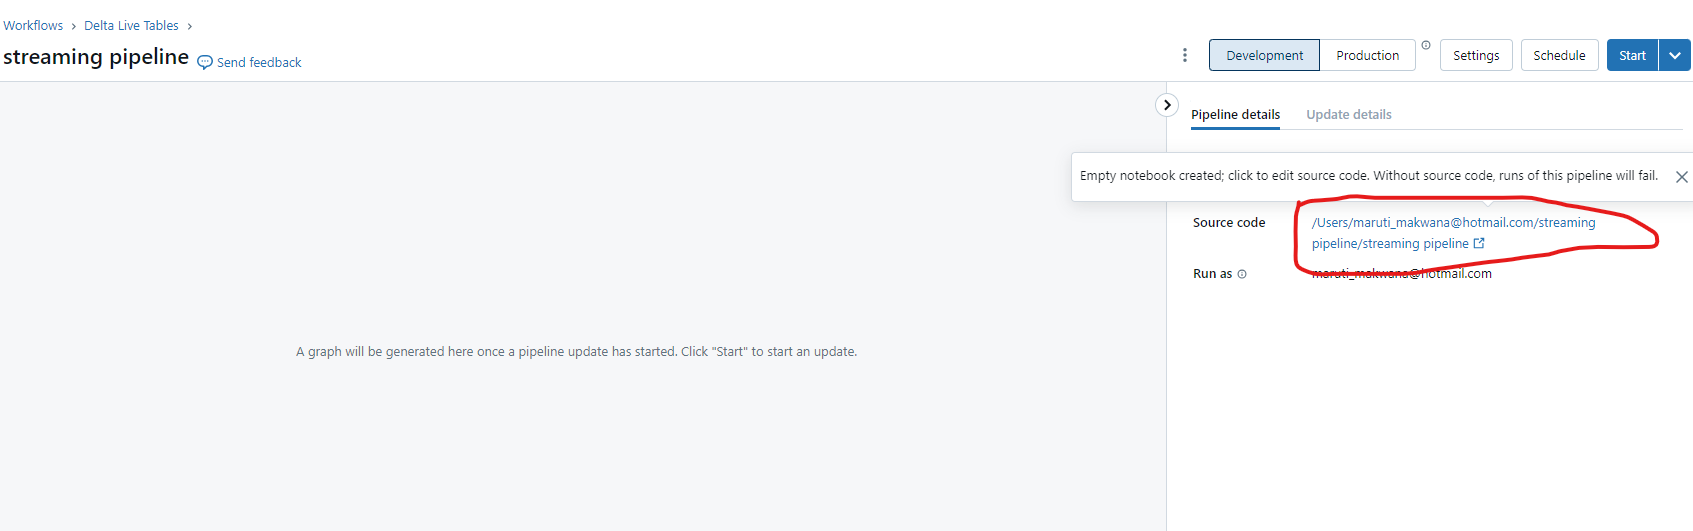 Workflows > Delta Live Tables >
streaming pipeline Send feedback
Development Production Settings Schedule Start
Pipeline details Update details
Empty notebook created; click to edit source code. Without source code, runs of this pipeline will fail.
Source code /Users/maruti_makwana@hotmail.com/streaming
pipeline/streaming pipeline
Run as maruti_makwana@hotmail.com
A graph will be generated here once a pipeline update has started. Click "Start" to start an update.